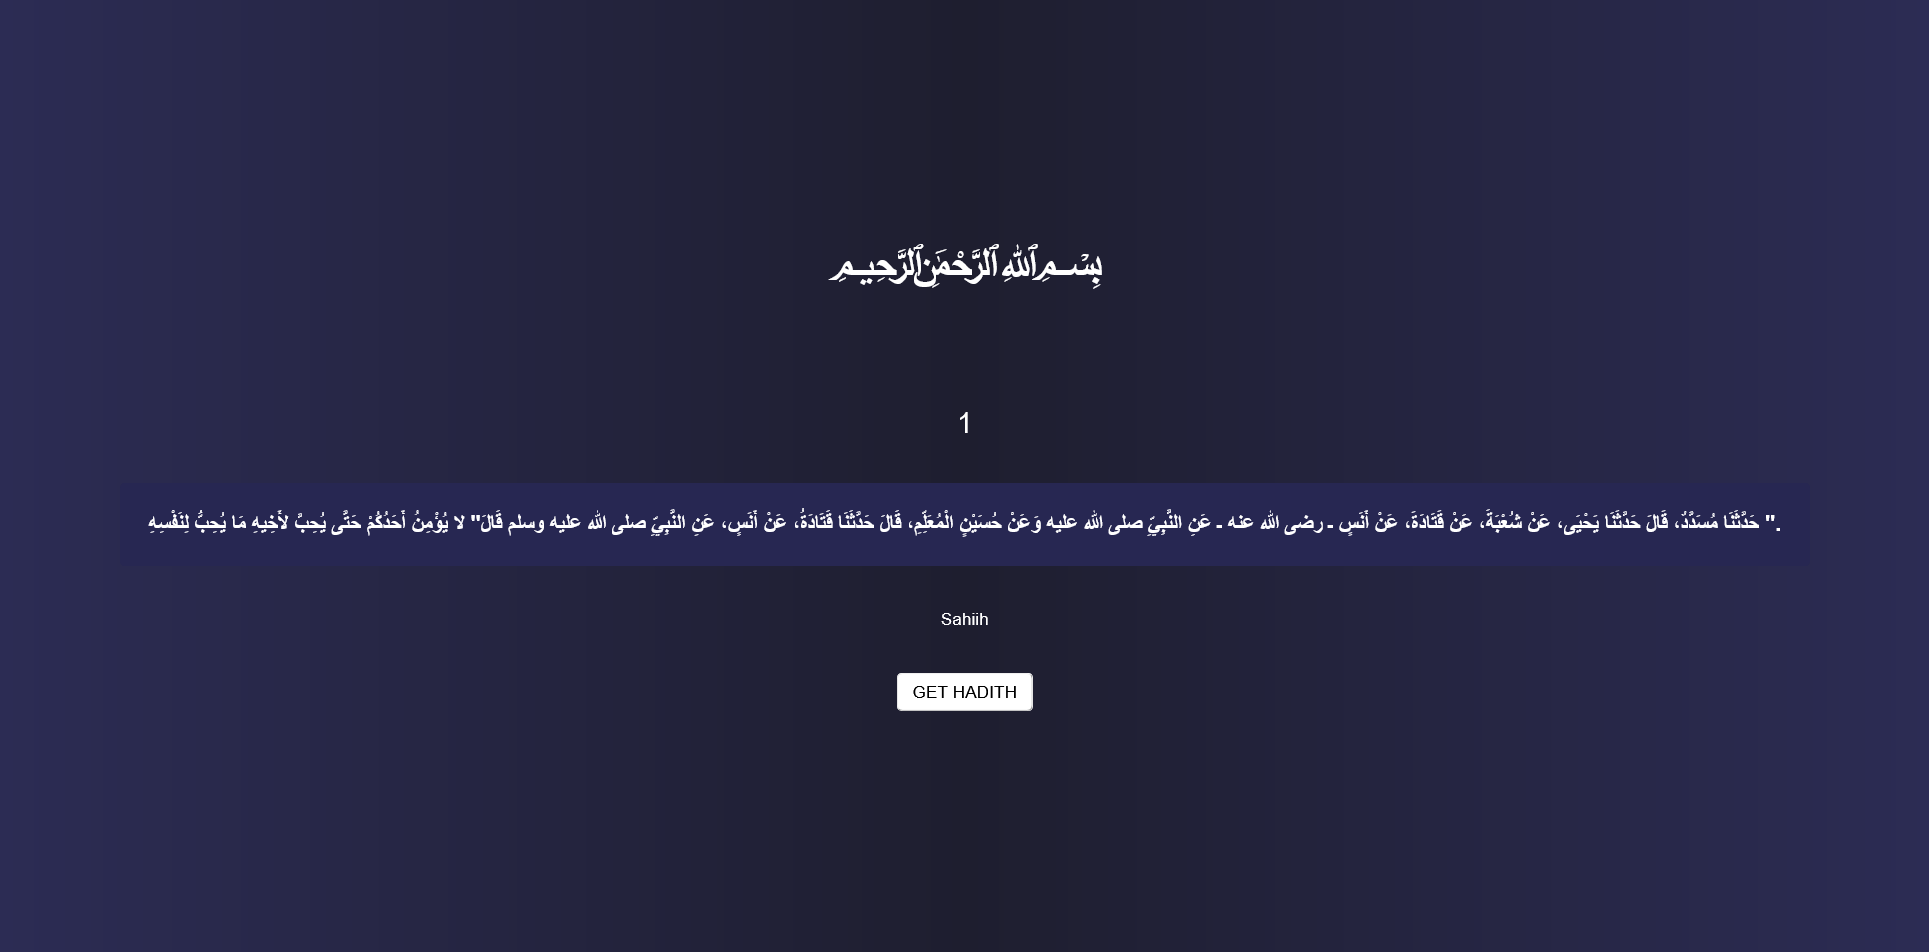 بِسْمِ ٱللَّهِ ٱلرَّحْمَٰنِ ٱلرَّحِيمِ
1
حَدَّثَنَا مُسَدَّدٌ، قَالَ حَدَّثَنَا يَحْيَى، عَنْ شُعْبَةَ، عَنْ قَتَادَةَ، عَنْ أَنَسٍ ـ رضى الله عنه ـ عَنِ النَّبِيِّ صلى الله عليه وَعَنْ حُسَيْنٍ الْمُعَلِّمِ، قَالَ حَدَّثَنَا قَتَادَةُ، عَنْ أَنَسٍ، عَنِ النَّبِيِّ صلى الله عليه وسلم قَالَ" لا يُؤْمِنُ أَحَدُكُمْ حَتَّى يُحِبَّ لأَخِيهِ مَا يُحِبُّ لِنَفْسِهِ ".
Sahiih
GET HADITH